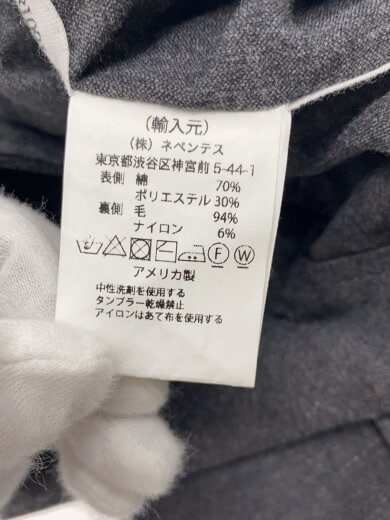 (輸入元)
(株) ネペンテス
東京都渋谷区神宮前 5-44-1
表側 綿 70%
ポリエステル 30%
裏側 毛 94%
ナイロン 6%
F W
アメリカ製
中性洗剤を使用する
タンブラー乾燥禁止
アイロンはあて布を使用する